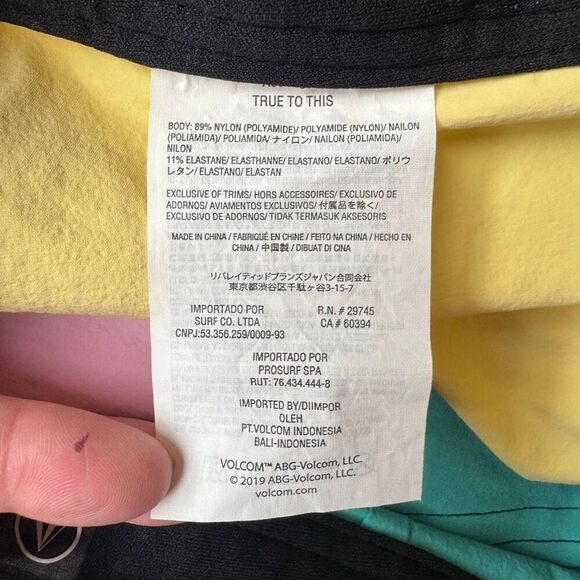 TRUE TO THIS
BODY: 89% NYLON (POLYAMIDE)/ POLYAMIDE (NYLON)/ NAILON
(POLIAMIDA)/ POLIAMIDA/ ナイロン/ NAILON (POLIAMIDA)/
NILON
11% ELASTANE/ ELASTHANNE/ ELASTANO/ ELASTANO/ ポリウ
レタン/ ELASTANO/ ELASTAN
EXCLUSIVE OF TRIMS/ HORS ACCESSOIRES/ EXCLUSIVO DE
ADORNOS/ AVIAMENTOS EXCLUSIVOS/ 付属品を除く/
EXCLUSIVO DE ADORNOS/ TIDAK TERMASUK AKSESORIS
MADE IN CHINA / FABRIQUÉ EN CHINE / FEITO NA CHINA / HECHO EN
CHINA / 中国製 / DIBUAT DI CINA
リバレイティッドブランズジャパン合同会社
東京都渋谷区千駄ヶ谷3-15-7
IMPORTADO POR
SURF CO. LTDA
CNPJ:53.356.259/0009-93
R.N. # 29745
CA # 60394
IMPORTADO POR
PROSURF SPA
RUT: 76.434.444-8
IMPORTED BY/DIIMPOR
OLEH
PT.VOLCOM INDONESIA
BALI-INDONESIA
VOLCOM™ ABG-Volcom, LLC.
© 2019 ABG-Volcom, LLC.
volcom.com